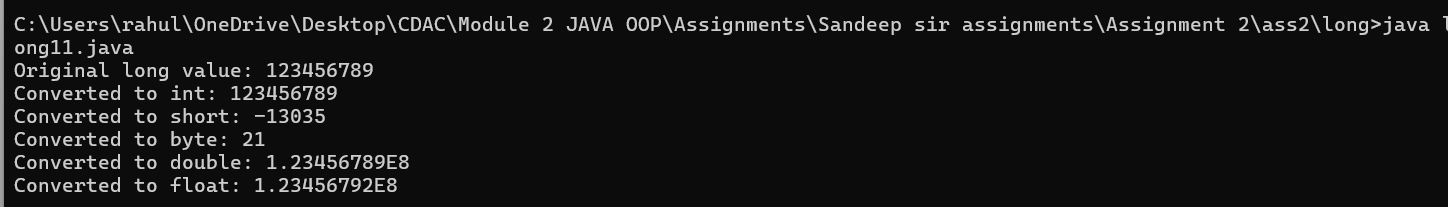 C:\Users\rahul\OneDrive\Desktop\CDAC\Module 2 JAVA OOP\Assignments\Sandeep sir assignments\Assignment 2\ass2\long>java l
ong11.java
Original long value: 123456789
Converted to int: 123456789
Converted to short: -13035
Converted to byte: 21
Converted to double: 1.23456789E8
Converted to float: 1.23456792E8